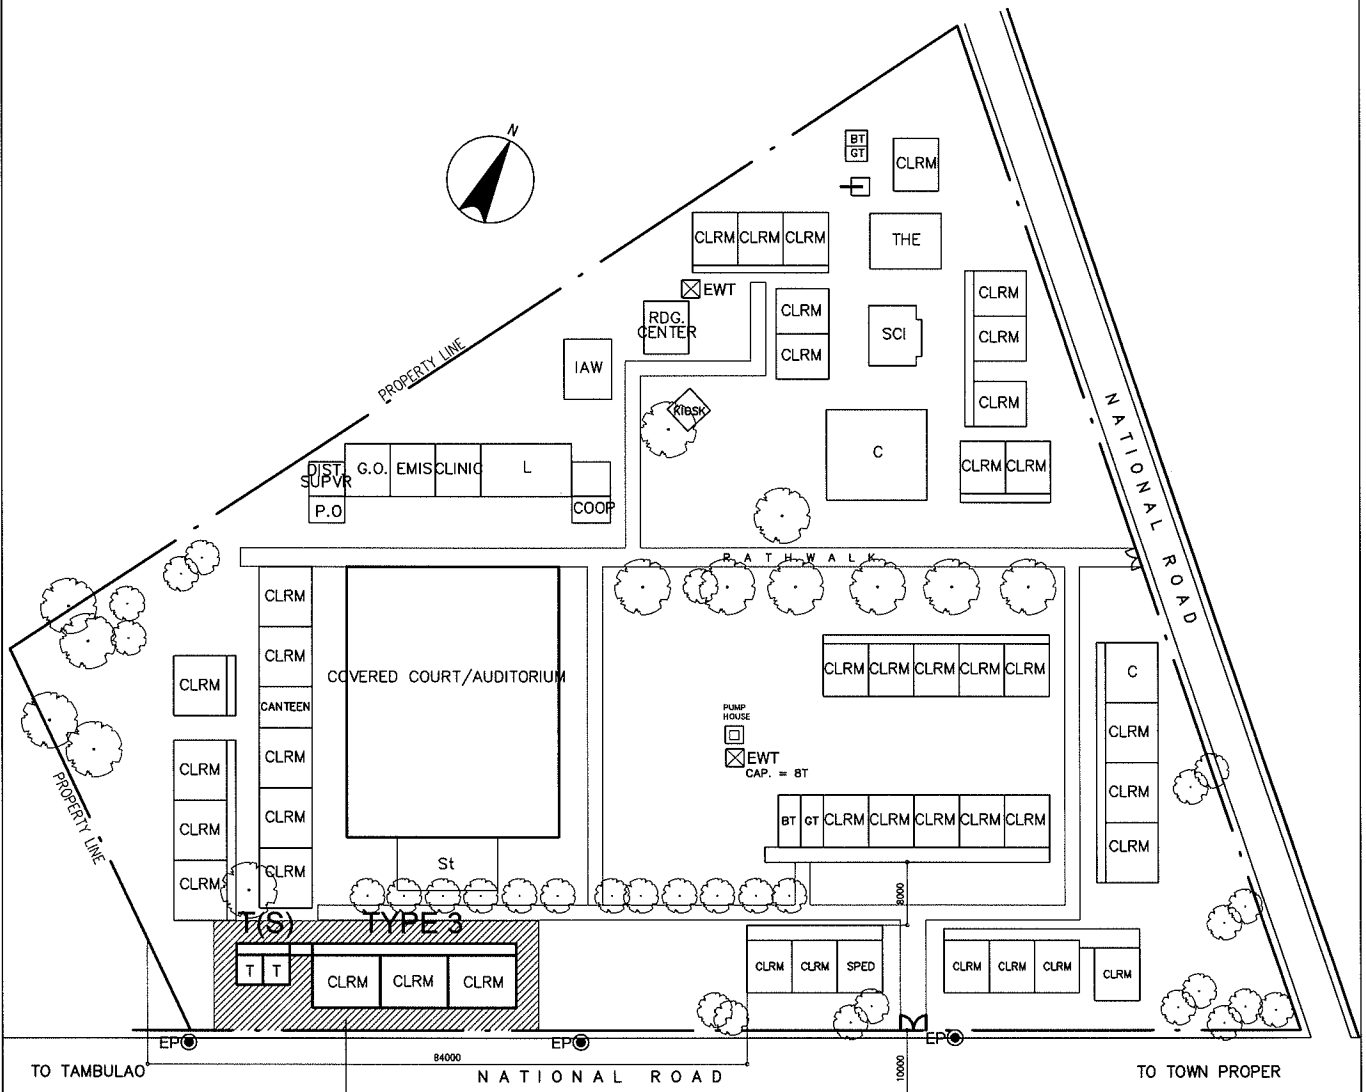 N
BT
GT
CLRM
CLRM CLRM CLRM
THE
EWT
CLRM
CLRM
RDG.
CENTER
CLRM
SCI
CLRM
CLRM
IAW
PROPERTY LINE
KIOSK
CLRM
C
NATIONAL ROAD
DIST.
SUPVR
G.O. EMIS CLINIC L
CLRM CLRM
P.O
COOP
PATHWALK
CLRM
CLRM
COVERED COURT/AUDITORIUM
CLRM CLRM CLRM CLRM CLRM
C
CLRM
CANTEEN
PUMP
HOUSE
CLRM
CLRM
CLRM
EWT
CAP. = 8T
PROPERTY LINE
CLRM
CLRM
CLRM
BT GT CLRM CLRM CLRM CLRM CLRM
CLRM
CLRM
CLRM
St
8000
T(S) TYPE 3
T T
CLRM CLRM CLRM
CLRM CLRM SPED
CLRM CLRM CLRM CLRM
EP
EP
EP
84000
10000
TO TAMBULAO
NATIONAL ROAD
TO TOWN PROPER